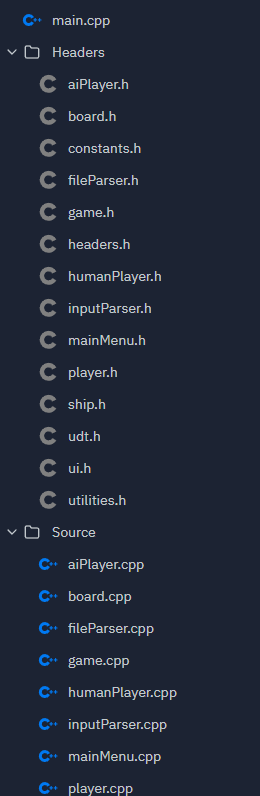 main.cpp
Headers
aiPlayer.h
board.h
constants.h
fileParser.h
game.h
headers.h
humanPlayer.h
inputParser.h
mainMenu.h
player.h
ship.h
udt.h
ui.h
utilities.h
Source
aiPlayer.cpp
board.cpp
fileParser.cpp
game.cpp
humanPlayer.cpp
inputParser.cpp
mainMenu.cpp
player.cpp